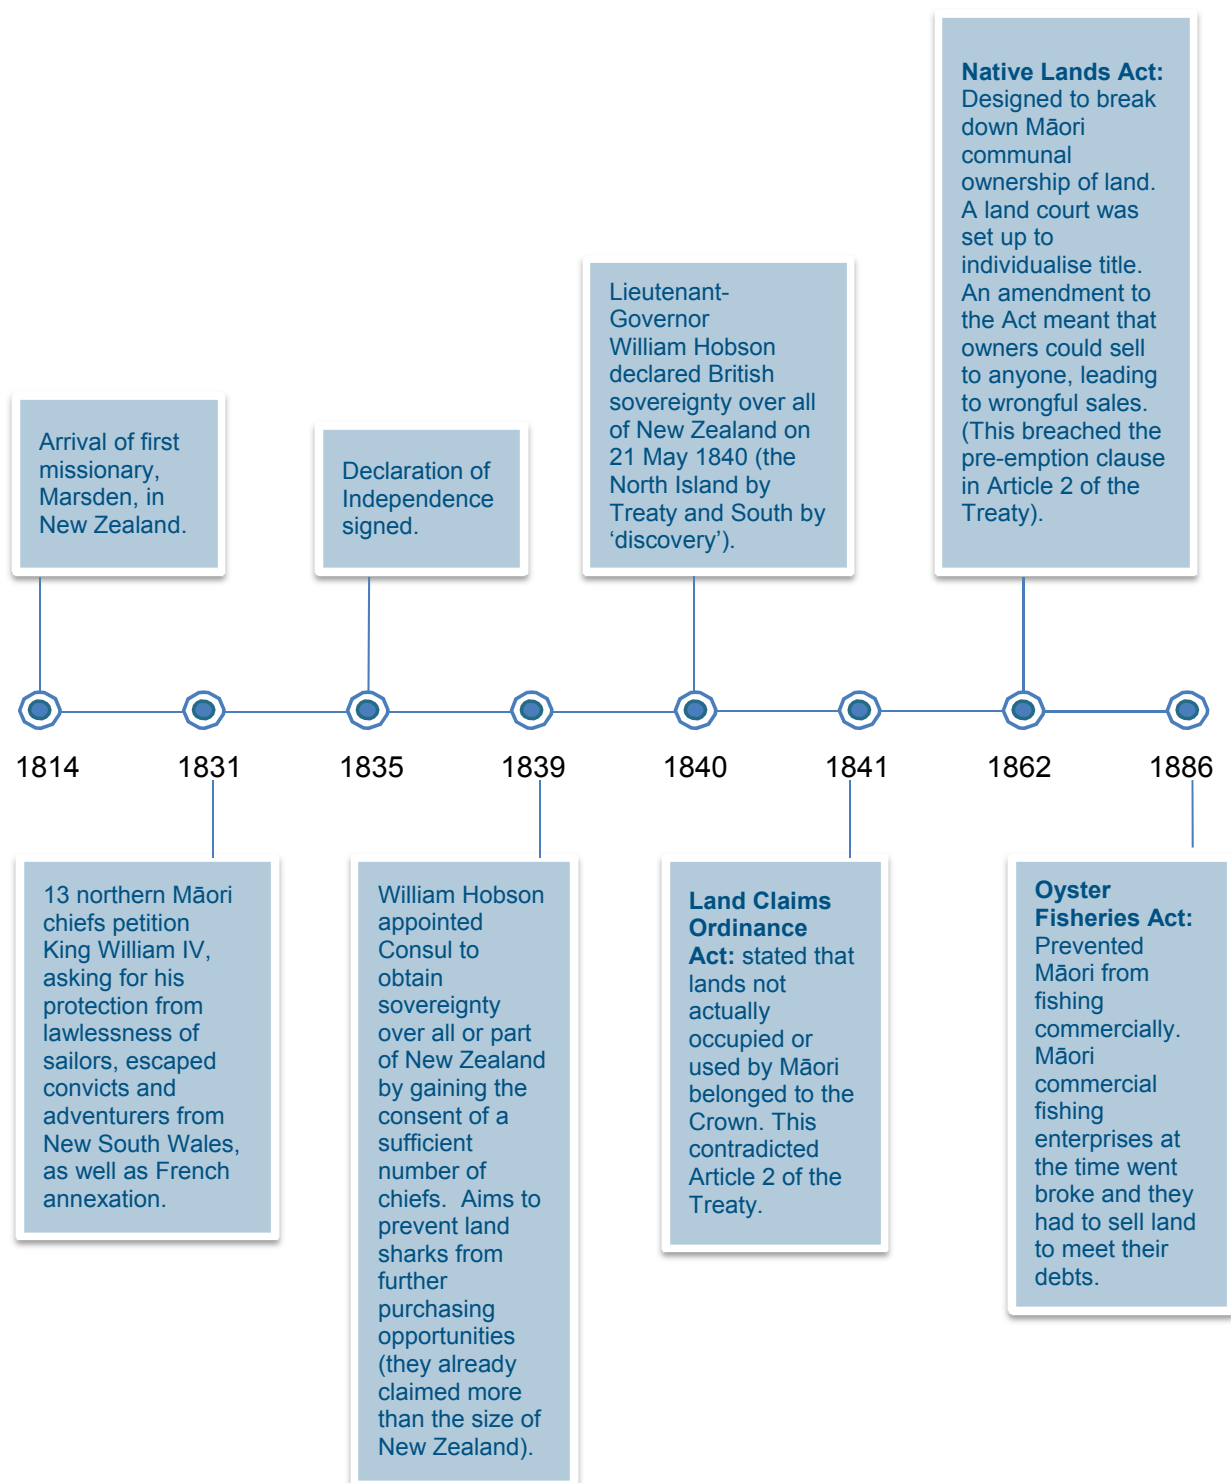 Arrival of first
missionary,
Marsden, in
New Zealand.
Declaration of
Independence
signed.
Lieutenant-
Governor
William Hobson
declared British
sovereignty over all
of New Zealand on
21 May 1840 (the
North Island by
Treaty and South by
‘discovery’).
Native Lands Act:
Designed to break
down Māori
communal
ownership of land.
A land court was
set up to
individualise title.
An amendment to
the Act meant that
owners could sell
to anyone, leading
to wrongful sales.
(This breached the
pre-emption clause
in Article 2 of the
Treaty).
1814 1831 1835 1839 1840 1841 1862 1886
13 northern Māori
chiefs petition
King William IV,
asking for his
protection from
lawlessness of
sailors, escaped
convicts and
adventurers from
New South Wales,
as well as French
annexation.
William Hobson
appointed
Consul to
obtain
sovereignty
over all or part
of New Zealand
by gaining the
consent of a
sufficient
number of
chiefs.  Aims to
prevent land
sharks from
further
purchasing
opportunities
(they already
claimed more
than the size of
New Zealand).
Land Claims
Ordinance
Act: stated that
lands not
actually
occupied or
used by Māori
belonged to the
Crown. This
contradicted
Article 2 of the
Treaty.
Oyster
Fisheries Act:
Prevented
Māori from
fishing
commercially.
Māori
commercial
fishing
enterprises at
the time went
broke and they
had to sell land
to meet their
debts.